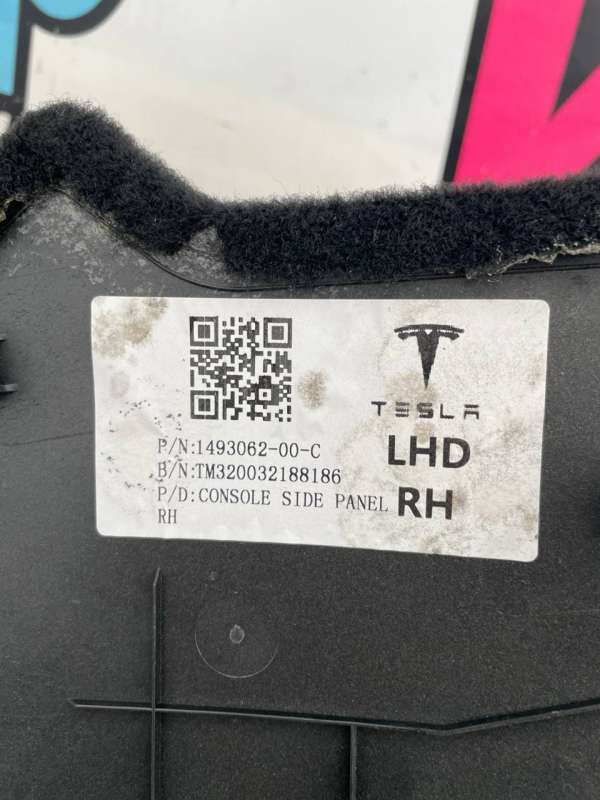 TESLA
P/N:1493062-00-C
LHD
B/N:TM320032188186
P/D:CONSOLE SIDE PANEL
RH
RH